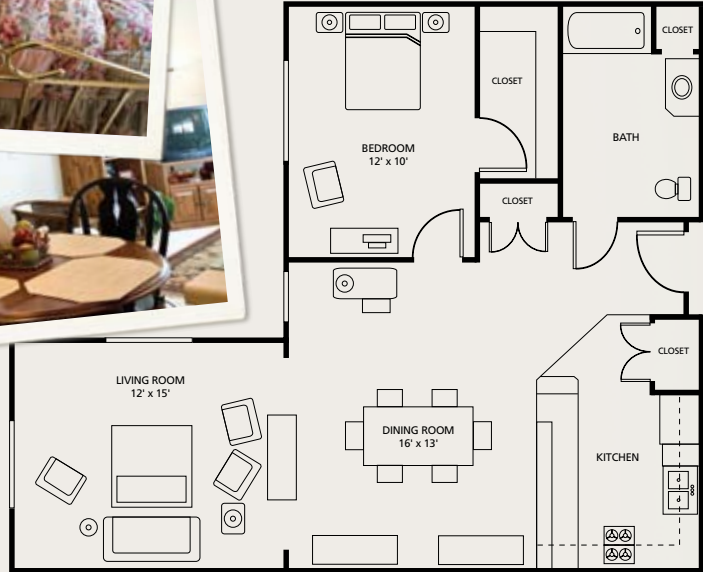 CLOSET
CLOSET
BATH
BEDROOM
12' x 10'
CLOSET
CLOSET
LIVING ROOM
12' x 15'
DINING ROOM
16' x 13'
KITCHEN